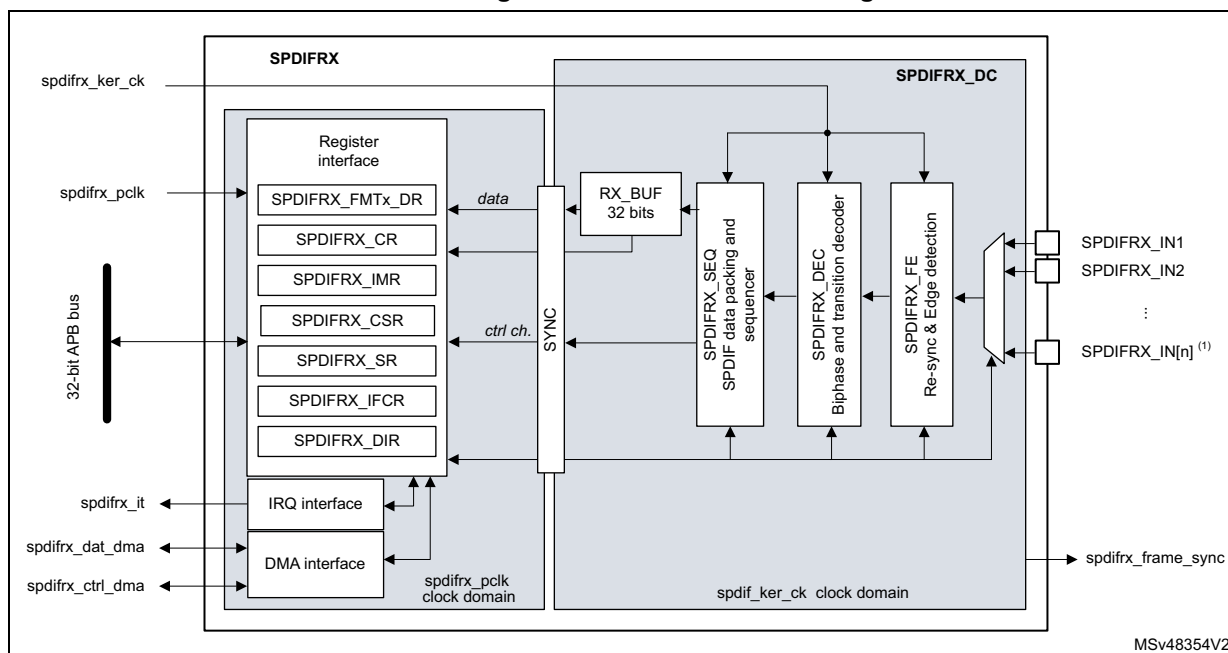 SPDIFRX
SPDIFRX_DC
spdifrx_ker_ck
Register
interface
spdifrx_pclk
SPDIFRX_FMTx_DR
SPDIFRX_CR
SPDIFRX_IMR
SPDIFRX_CSR
SPDIFRX_SR
SPDIFRX_IFCR
SPDIFRX_DIR
32-bit APB bus
data
ctrl ch.
SYNC
RX_BUF
32 bits
SPDIFRX_SEQ
SPDIF data packing and
sequencer
SPDIFRX_DEC
Biphase and transition decoder
SPDIFRX_FE
Re-sync & Edge detection
SPDIFRX_IN1
SPDIFRX_IN2
...
SPDIFRX_IN[n] (1)
spdifrx_it
IRQ interface
spdifrx_dat_dma
DMA interface
spdifrx_ctrl_dma
spdifrx_pclk
clock domain
spdif_ker_ck clock domain
spdifrx_frame_sync
MSv48354V2